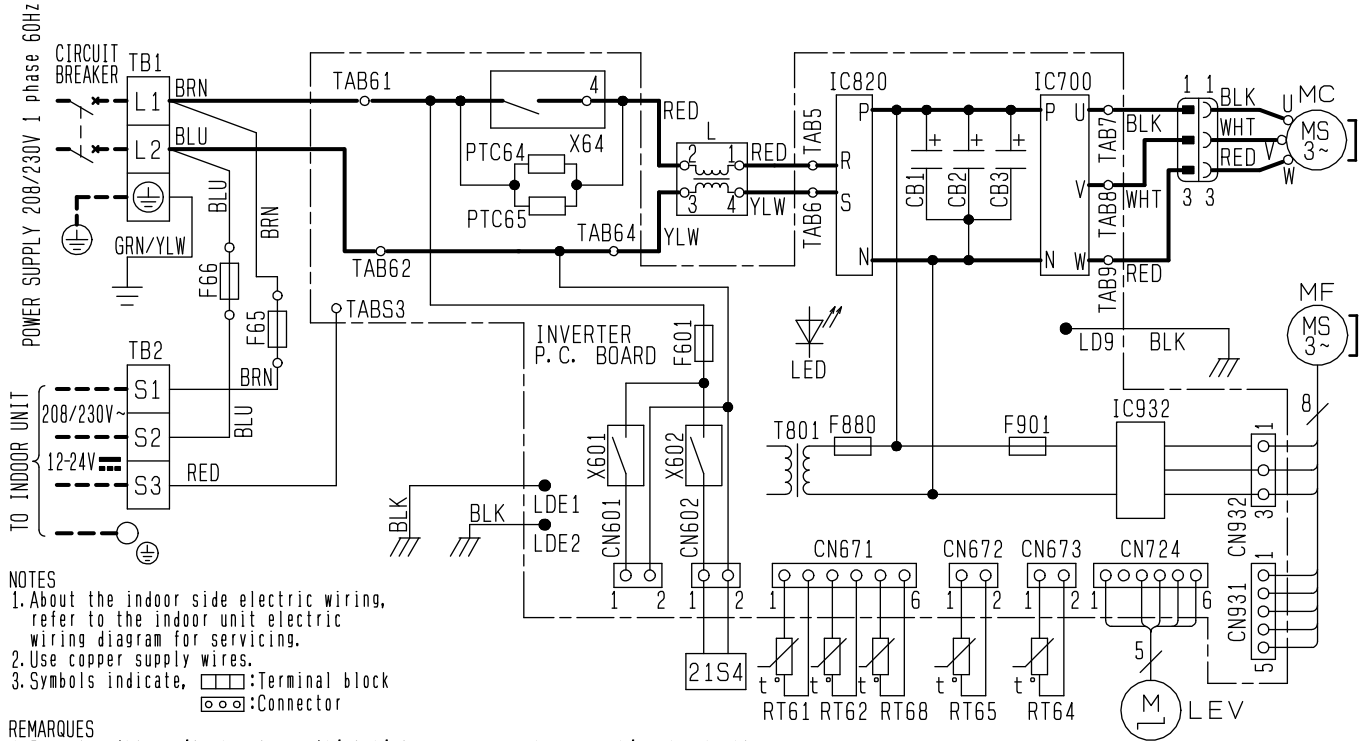 POWER SUPPLY 208/230V 1 phase 60Hz
CIRCUIT
BREAKER
TB1
L1
L2
BRN
BLU
GRN/YLW
BLU
BRN
F66
F65
TAB61
TAB62
TABS3
4
X64
PTC64
PTC65
TAB64
RED
YLW
L
2
1
3
4
RED
YLW
TAB5
TAB6
IC820
P
R
S
N
CB1
+
CB2
+
CB3
+
IC700
P
U
V
N
W
TAB7
TAB8
TAB9
BLK
WHT
RED
1
1
3
3
BLK
WHT
RED
U
V
W
MC
MS
3~
MF
MS
3~
8
LED
LD9
BLK
INVERTER
P.C. BOARD
F601
TO INDOOR UNIT
TB2
S1
S2
S3
208/230V~
12-24V
BRN
BLU
RED
BLK
BLK
LDE1
LDE2
X601
X602
CN601
CN602
1
2
1
2
21S4
T801
F880
F901
IC932
1
3
CN932
1
5
CN931
CN671
1
6
CN672
1
2
CN673
1
2
CN724
1
6
t°
t°
t°
t°
t°
RT61
RT62
RT68
RT65
RT64
5
M
LEV
NOTES
1. About the indoor side electric wiring,
refer to the indoor unit electric
wiring diagram for servicing.
2. Use copper supply wires.
3. Symbols indicate, :Terminal block
:Connector
REMARQUES